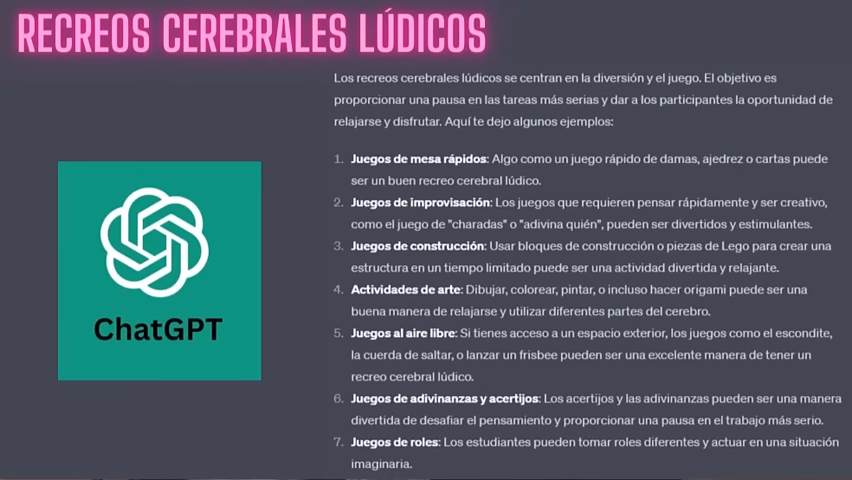 RECREOS CEREBRALES LÚDICOS
Los recreos cerebrales lúdicos se centran en la diversión y el juego. El objetivo es
proporcionar una pausa en las tareas más serias y dar a los participantes la oportunidad de
relajarse y disfrutar. Aquí te dejo algunos ejemplos:
1. Juegos de mesa rápidos: Algo como un juego rápido de damas, ajedrez o cartas puede
ser un buen recreo cerebral lúdico.
2. Juegos de improvisación: Los juegos que requieren pensar rápidamente y ser creativo,
como el juego de "charadas" o "adivina quién", pueden ser divertidos y estimulantes.
3. Juegos de construcción: Usar bloques de construcción o piezas de Lego para crear una
estructura en un tiempo limitado puede ser una actividad divertida y relajante.
4. Actividades de arte: Dibujar, colorear, pintar, o incluso hacer origami puede ser una
buena manera de relajarse y utilizar diferentes partes del cerebro.
5. Juegos al aire libre: Si tienes acceso a un espacio exterior, los juegos como el escondite,
la cuerda de saltar, o lanzar un frisbee pueden ser una excelente manera de tener un
recreo cerebral lúdico.
6. Juegos de adivinanzas y acertijos: Los acertijos y las adivinanzas pueden ser una manera
divertida de desafiar el pensamiento y proporcionar una pausa en el trabajo más serio.
7. Juegos de roles: Los estudiantes pueden tomar roles diferentes y actuar en una situación
imaginaria.
ChatGPT